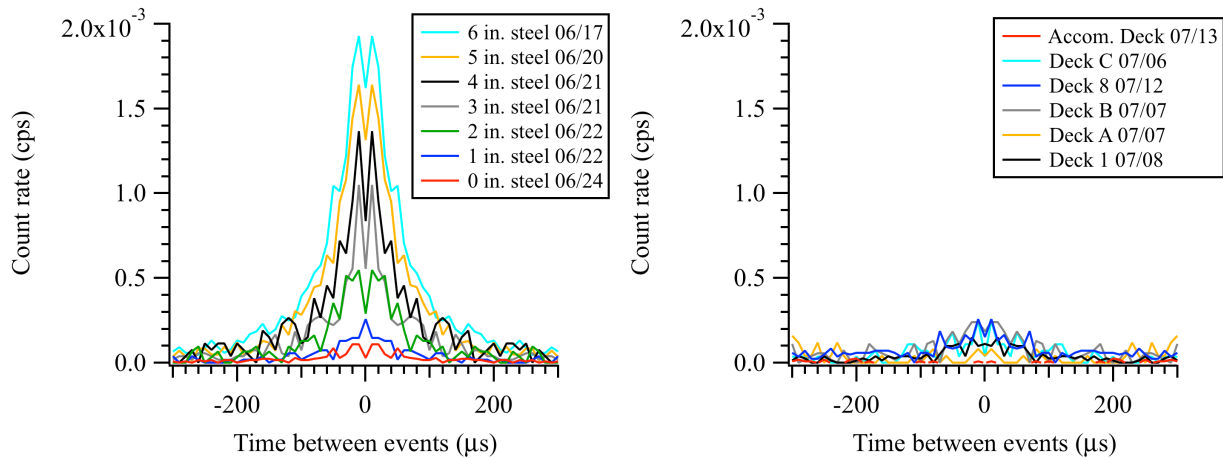 2.0x10⁻³
1.5
1.0
0.5
0.0
Count rate (cps)
-200
0
200
Time between events (μs)
6 in. steel 06/17
5 in. steel 06/20
4 in. steel 06/21
3 in. steel 06/21
2 in. steel 06/22
1 in. steel 06/22
0 in. steel 06/24
2.0x10⁻³
1.5
1.0
0.5
0.0
Count rate (cps)
-200
0
200
Time between events (μs)
Accom. Deck 07/13
Deck C 07/06
Deck 8 07/12
Deck B 07/07
Deck A 07/07
Deck 1 07/08